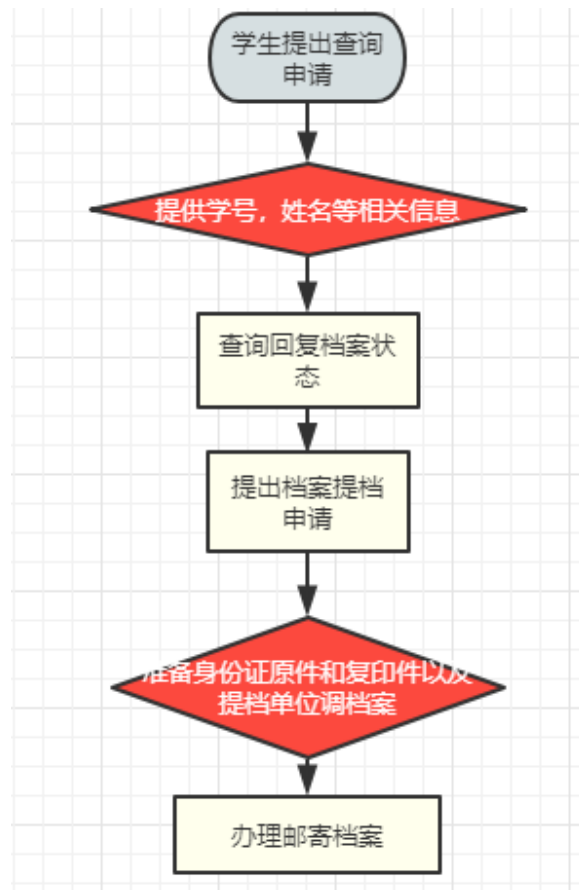 学生提出查询
申请
提供学号，姓名等相关信息
查询回复档案状
态
提出档案提档
申请
准备身份证原件和复印件以及
提档单位调档案
办理邮寄档案